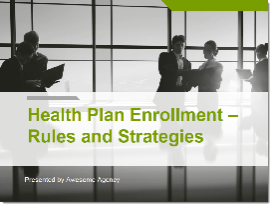 Health Plan Enrollment –
Rules and Strategies
Presented by Awesome Agency